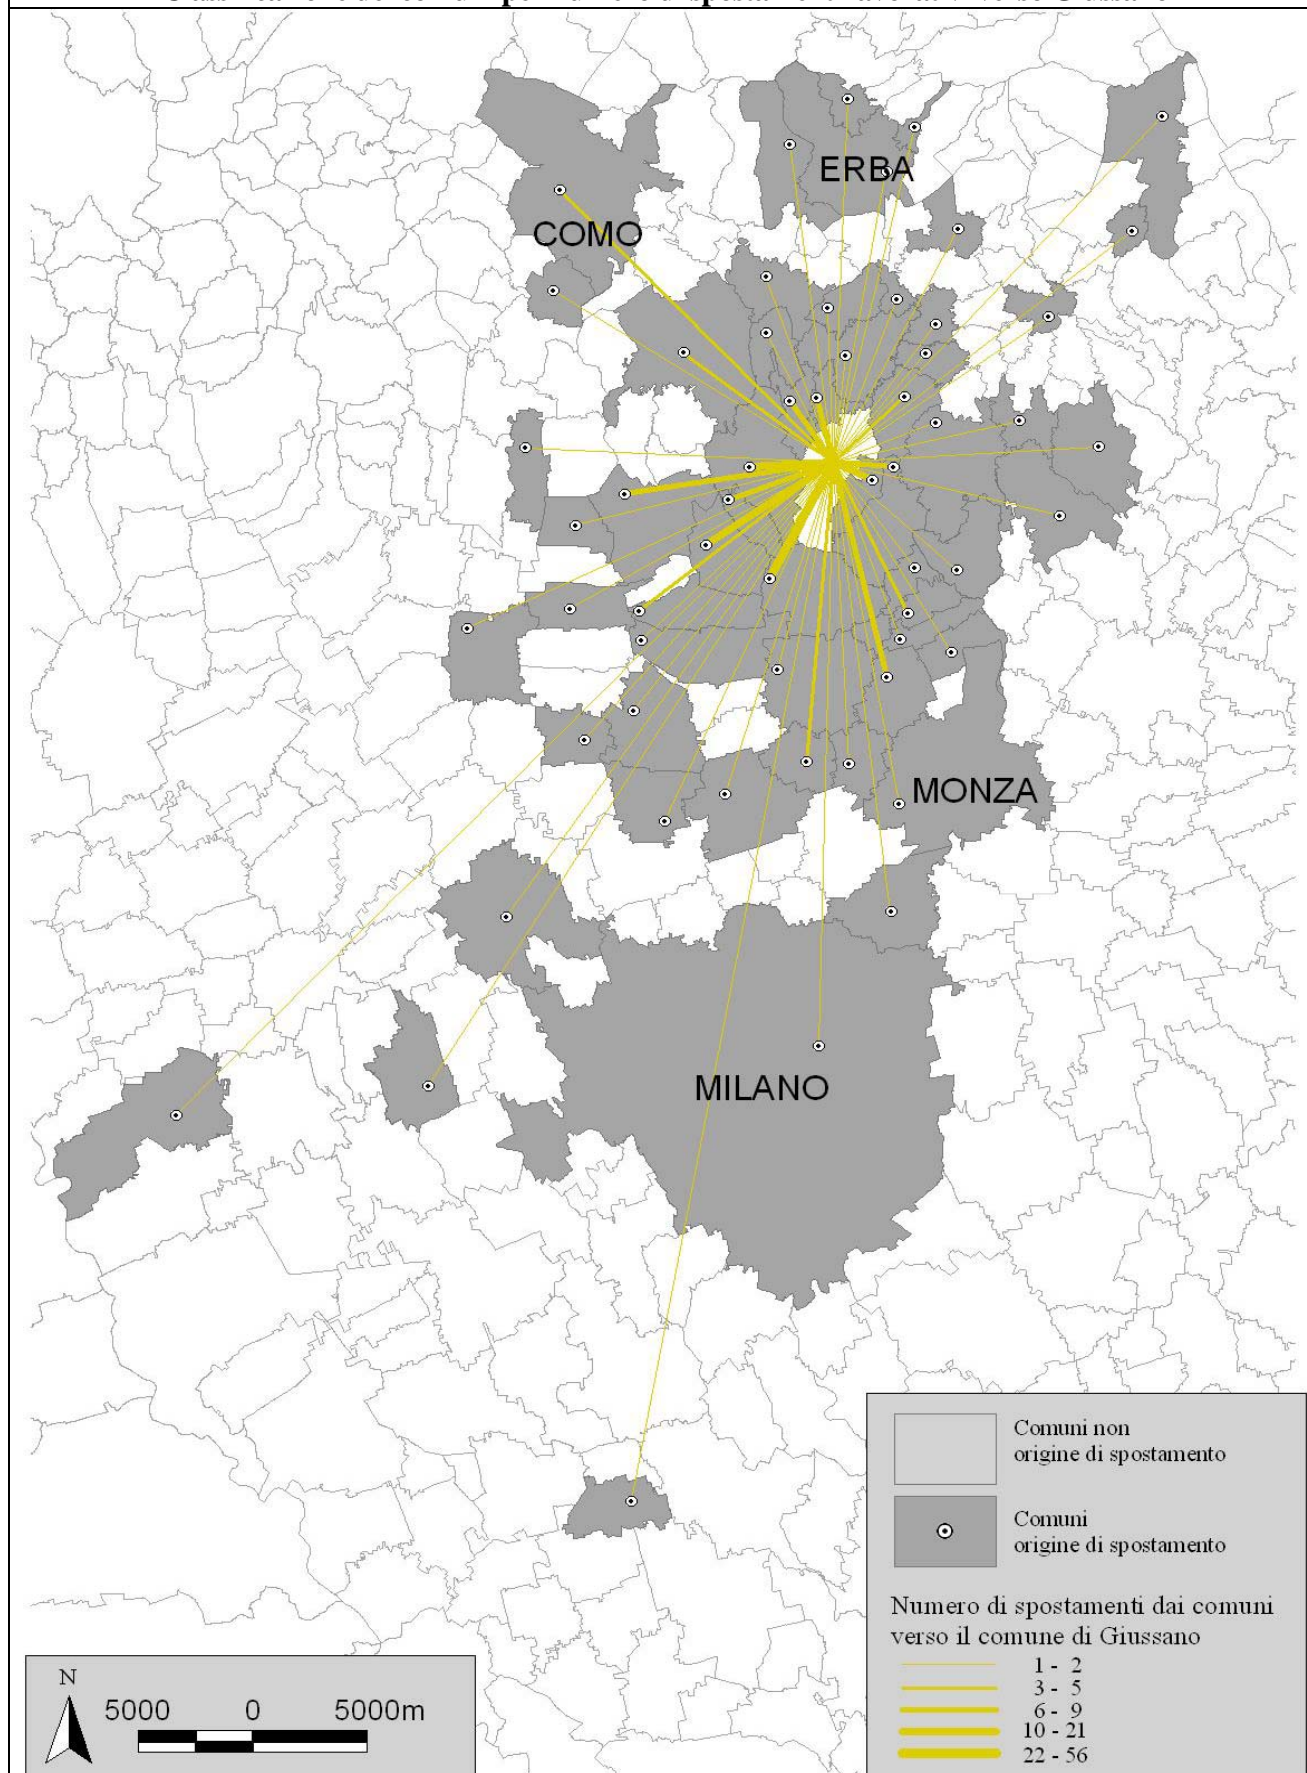 ERBA
COMO
MONZA
MILANO
Comuni non
origine di spostamento
Comuni
origine di spostamento
Numero di spostamenti dai comuni
verso il comune di Giussano
1 - 2
3 - 5
6 - 9
10 - 21
22 - 56
N
5000 0 5000m